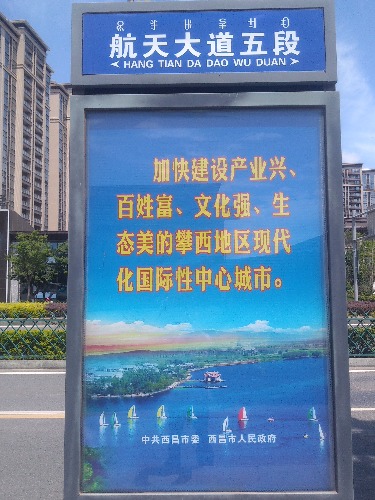 航天大道五段
HANG TIAN DA DAO WU DUAN
加快建设产业兴、
百姓富、文化强、生
态美的攀西地区现代
化国际性中心城市。
中共西昌市委 西昌市人民政府